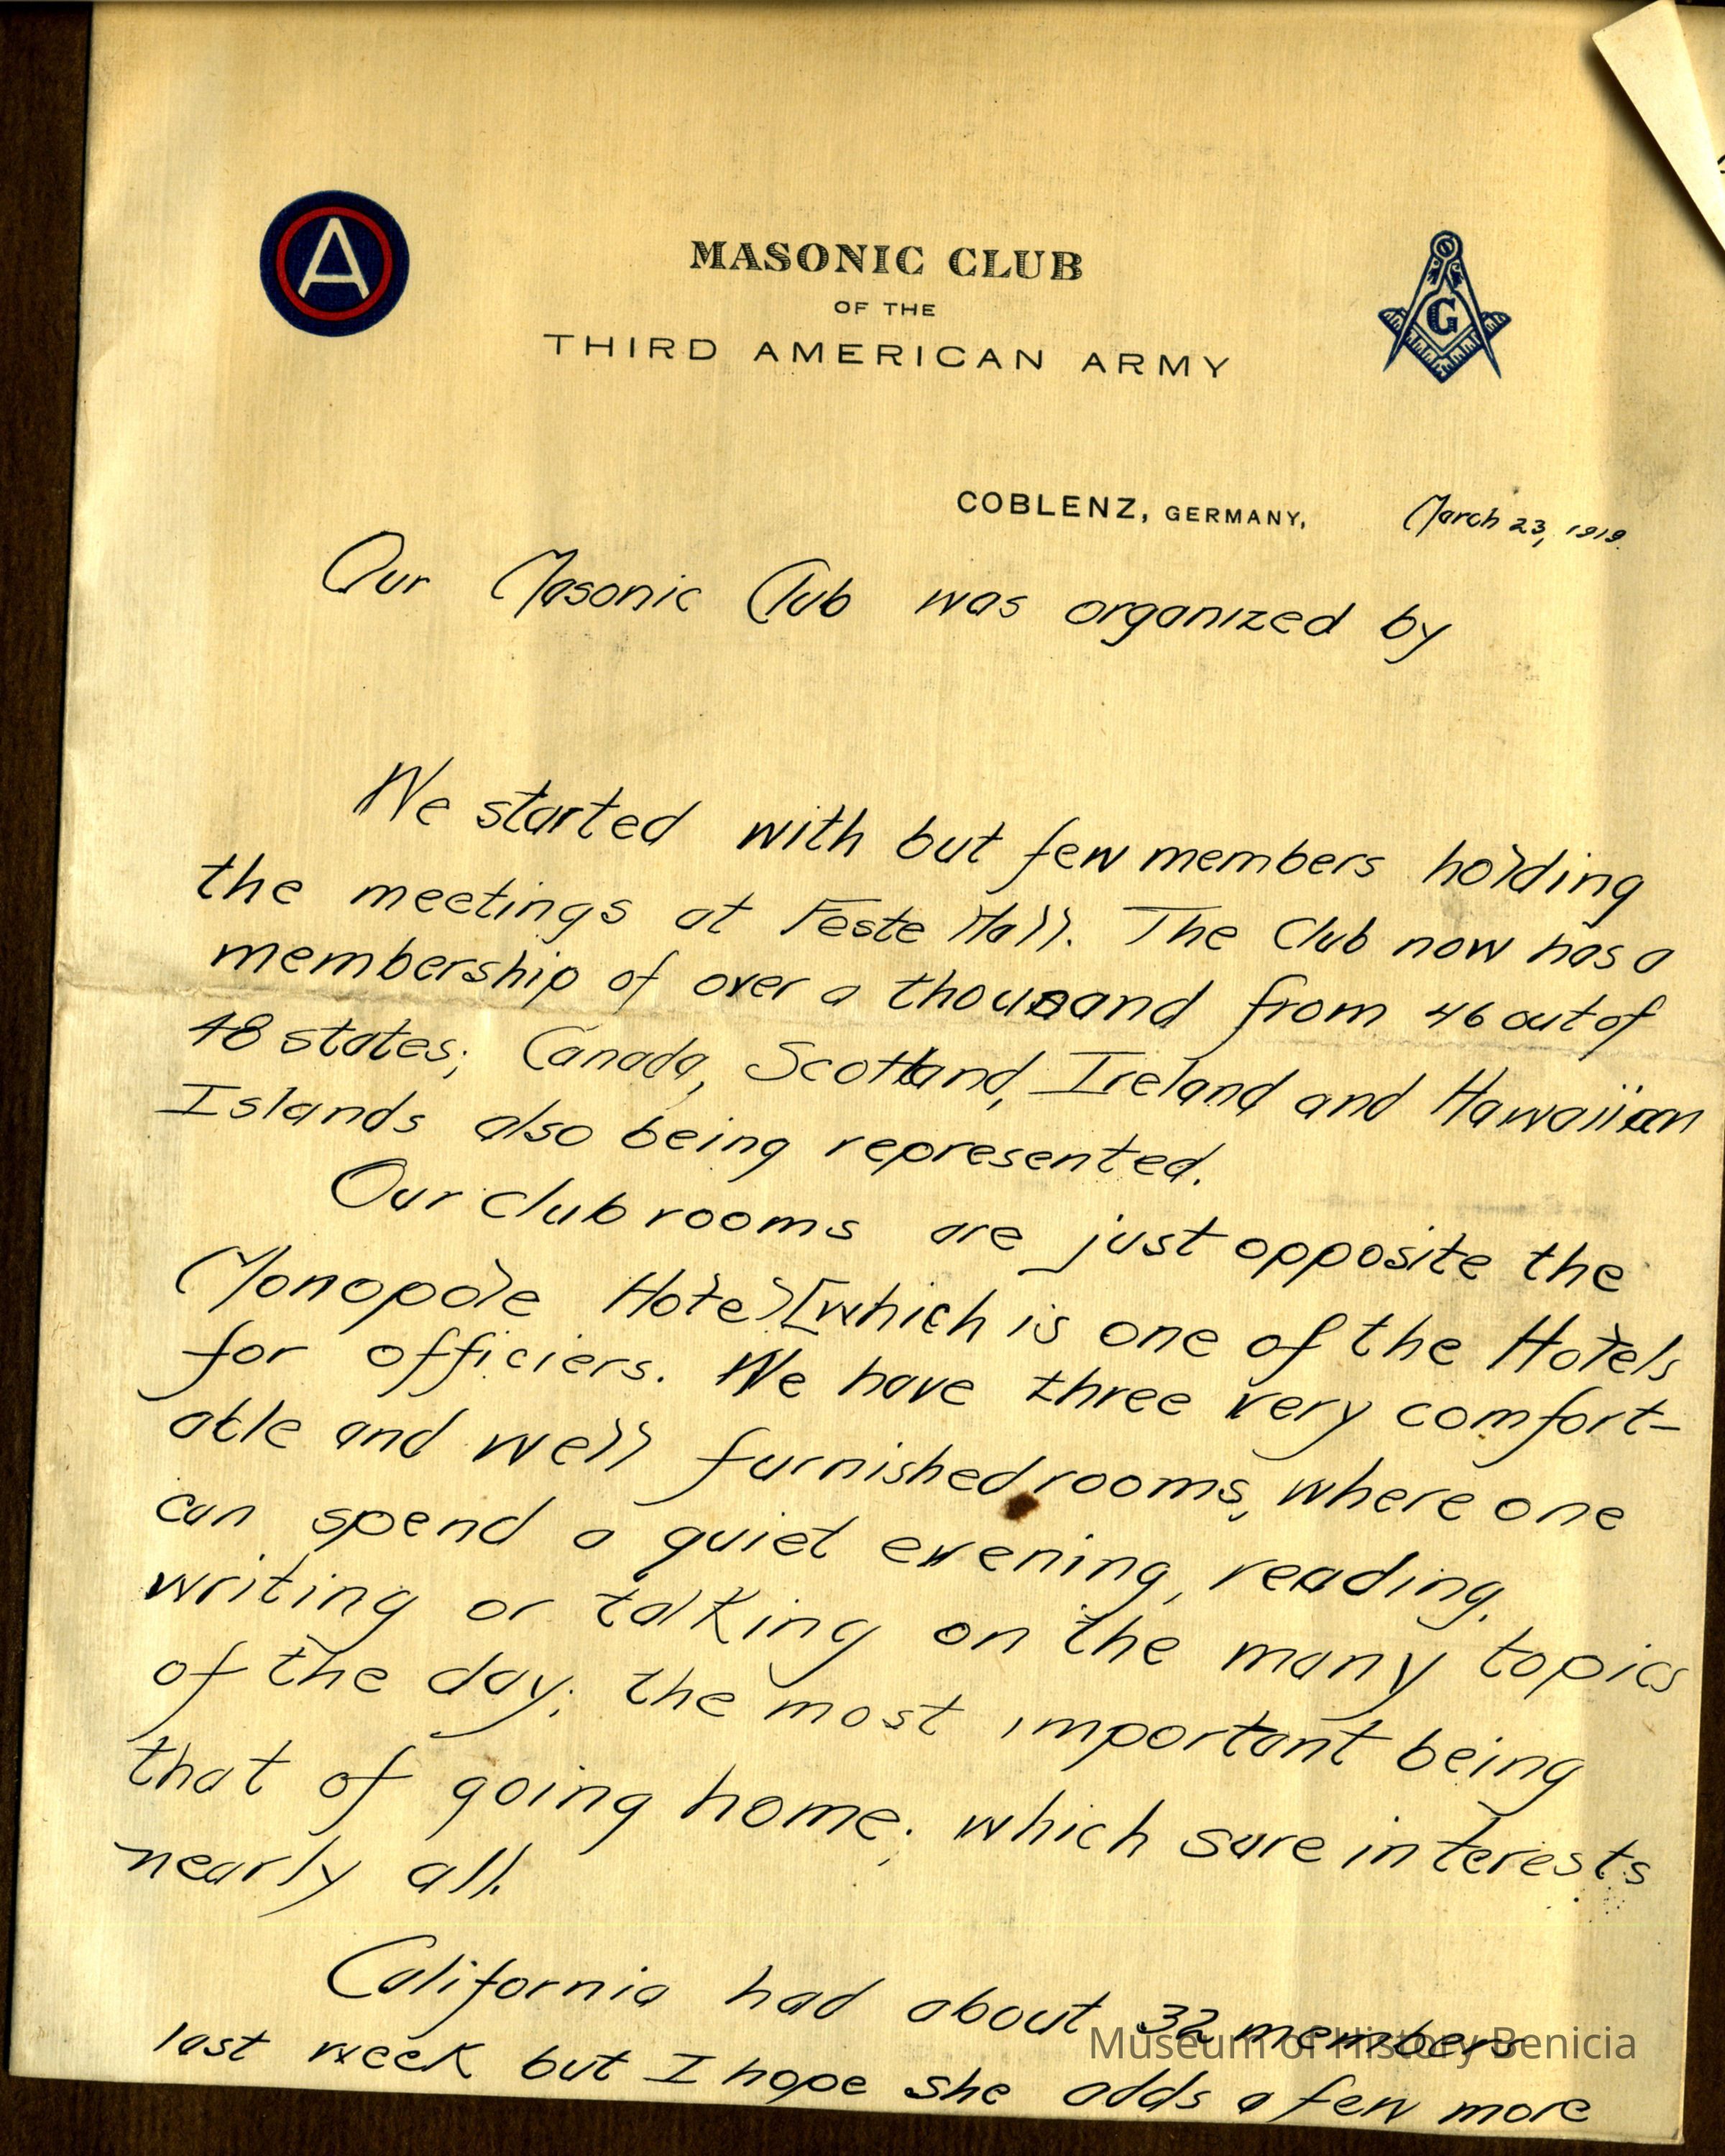 A
MASONIC CLUB
OF THE
THIRD AMERICAN ARMY
G
COBLENZ, GERMANY, March 23, 1919.
Our Masonic Club was organized by
We started with but few members holding
the meetings at Feste Hall. The Club now has a
membership of over a thousand from 46 out of
48 states; Canada, Scotland, Ireland and Hawaiian
Islands also being represented.
Our club rooms are just opposite the
Monopole Hotel [which is one of the Hotels
for officiers. We have three very comfort-
able and well furnished rooms, where one
can spend a quiet evening, reading,
writing or talking on the many topics
of the day; the most important being
that of going home; which sure interests
nearly all.
California had about 32 members
last week but I hope she adds a few more
Museum of History Benicia